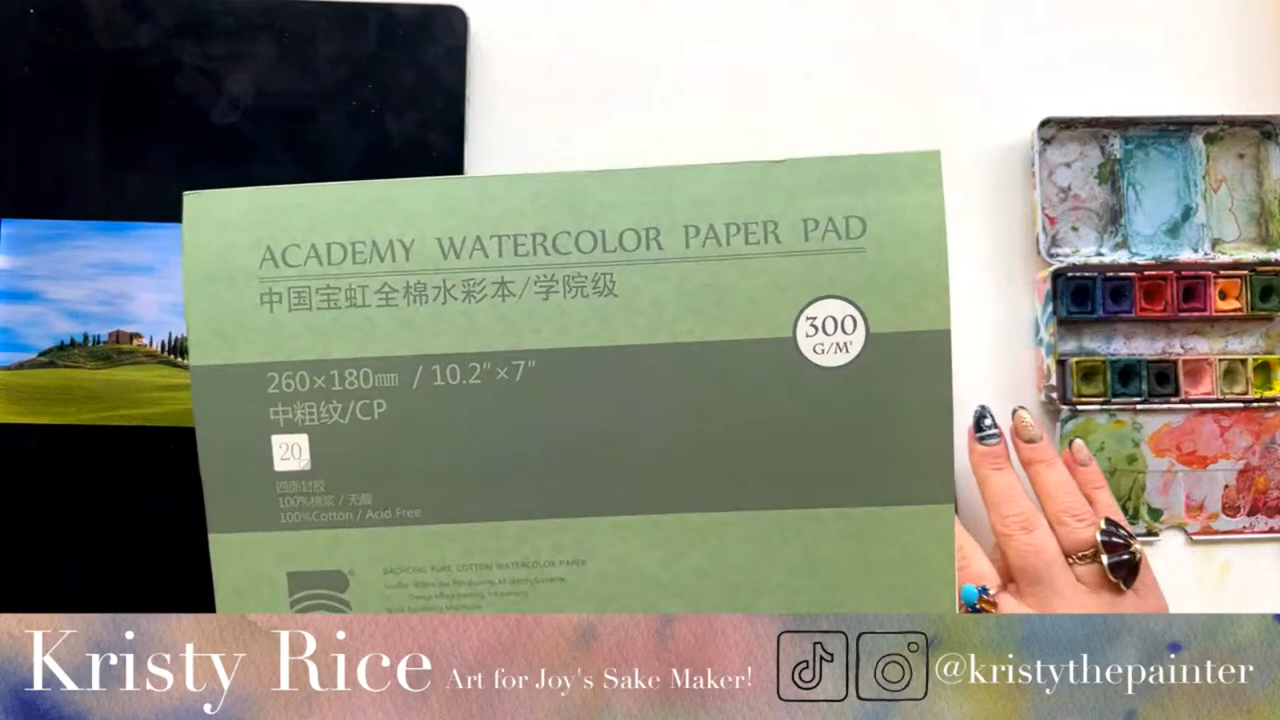 ACADEMY WATERCOLOR PAPER PAD
中国宝虹全棉水彩本/学院级
300
G/M²
260×180㎜ / 10.2"×7"
中粗纹/CP
20
四面封胶
100%棉浆 / 无酸
100%Cotton / Acid Free
BAOHONG PURE COTTON WATERCOLOR PAPER
Kristy Rice Art for Joy's Sake Maker! @kristythepainter